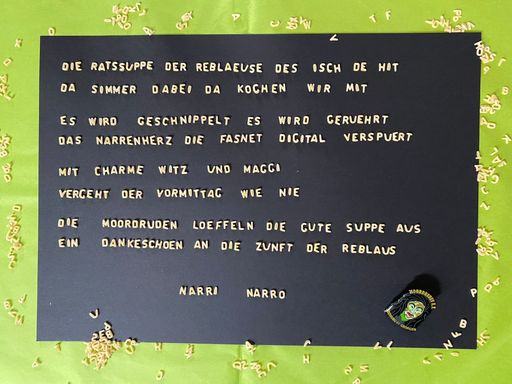 DIE RATSSUPPE DER REBLAEUSE DES ISCH DE HIT
DA SIMMER DABEI DA KOCHEN WIR MIT
ES WIRD GESCHNIPPELT ES WIRD GERUEHRT
DAS NARRENHERZ DIE FASNET DIGITAL VERSPUERT
MIT CHARME WITZ UND MAGGI
VERGEHT DER VORMITTAG WIE NIE
DIE MOORDRUDEN LOEFFELN DIE GUTE SUPPE AUS
EIN DANKESCHOEN AN DIE ZUNFT DER REBLAUS
NARRI NARRO